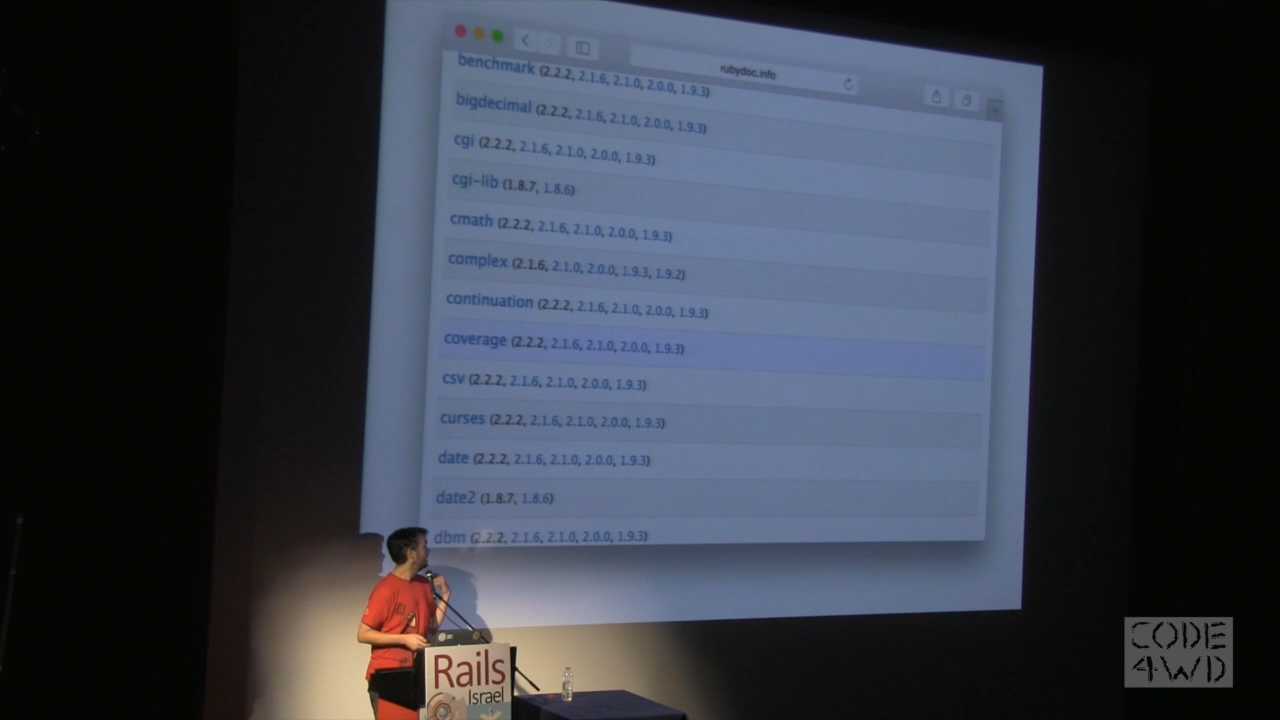 rubydoc.info
benchmark (2.2.2, 2.1.6, 2.1.0, 2.0.0, 1.9.3)
bigdecimal (2.2.2, 2.1.6, 2.1.0, 2.0.0, 1.9.3)
cgi (2.2.2, 2.1.6, 2.1.0, 2.0.0, 1.9.3)
cgi-lib (1.8.7, 1.8.6)
cmath (2.2.2, 2.1.6, 2.1.0, 2.0.0, 1.9.3)
complex (2.1.6, 2.1.0, 2.0.0, 1.9.3, 1.9.2)
continuation (2.2.2, 2.1.6, 2.1.0, 2.0.0, 1.9.3)
coverage (2.2.2, 2.1.6, 2.1.0, 2.0.0, 1.9.3)
csv (2.2.2, 2.1.6, 2.1.0, 2.0.0, 1.9.3)
curses (2.2.2, 2.1.6, 2.1.0, 2.0.0, 1.9.3)
date (2.2.2, 2.1.6, 2.1.0, 2.0.0, 1.9.3)
date2 (1.8.7, 1.8.6)
dbm (2.2.2, 2.1.6, 2.1.0, 2.0.0, 1.9.3)
Rails
Israel
CODE
4WD